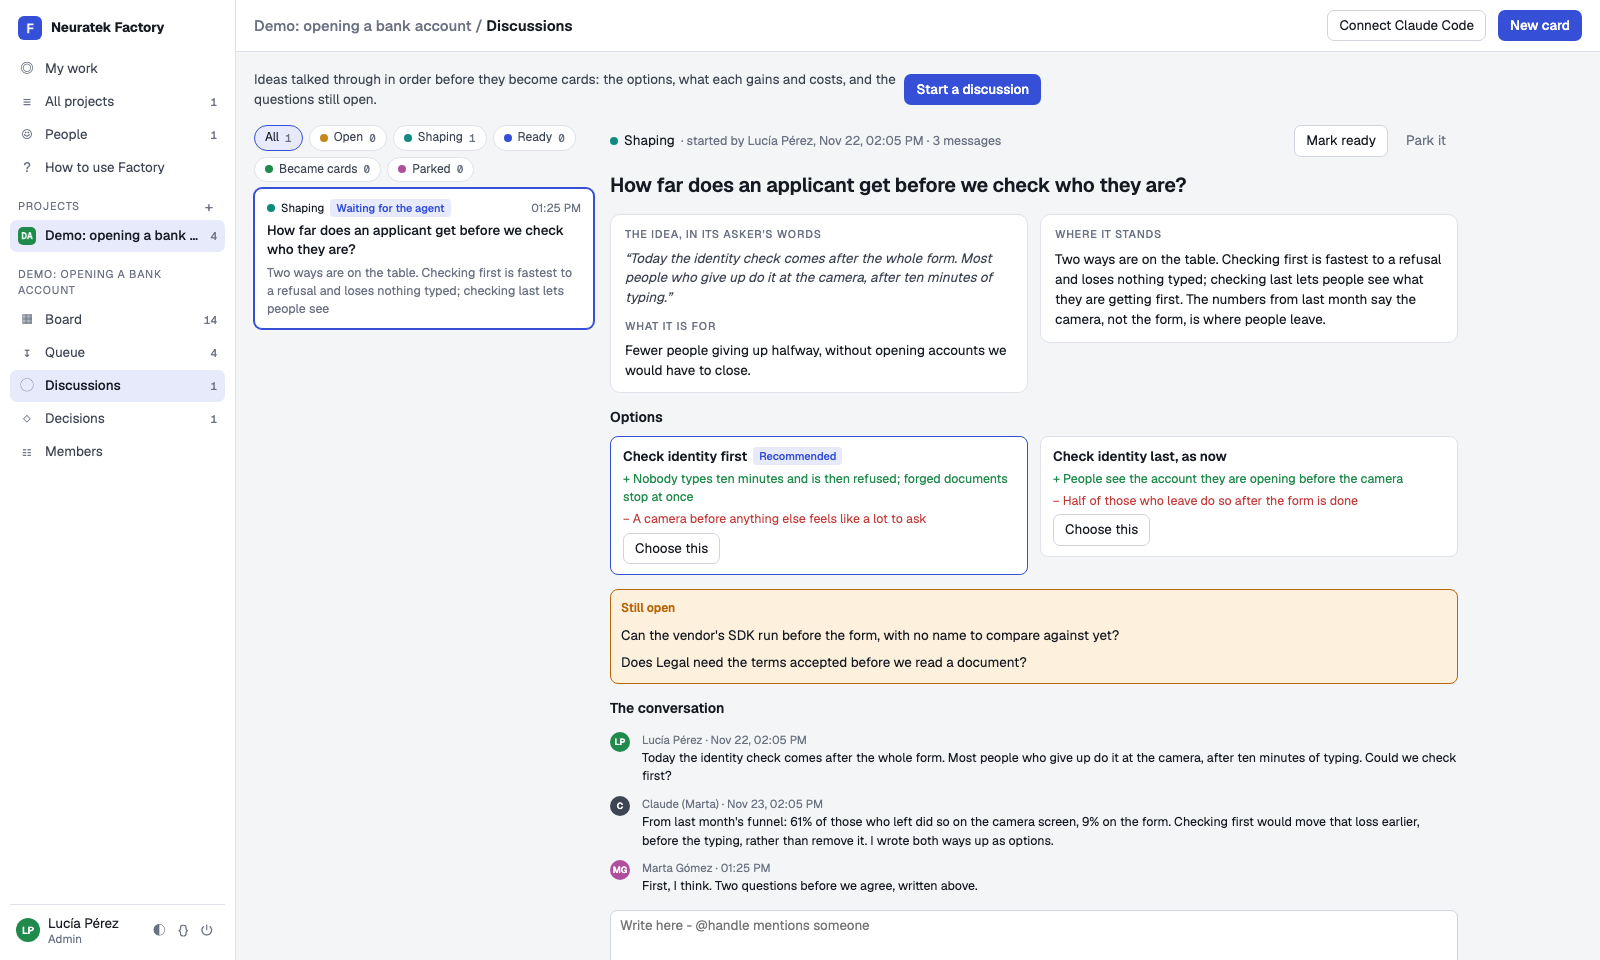 F Neuratek Factory
My work
All projects 1
People 1
? How to use Factory
PROJECTS +
DA Demo: opening a bank ... 4
DEMO: OPENING A BANK
ACCOUNT
Board 14
Queue 4
Discussions 1
Decisions 1
Members
LP Lucía Pérez
Admin
{}
Demo: opening a bank account / Discussions
Connect Claude Code
New card
Ideas talked through in order before they become cards: the options, what each gains and costs, and the
questions still open.
Start a discussion
All 1
Open 0
Shaping 1
Ready 0
Became cards 0
Parked 0
Shaping Waiting for the agent 01:25 PM
How far does an applicant get before we check
who they are?
Two ways are on the table. Checking first is fastest to
a refusal and loses nothing typed; checking last lets
people see
Shaping · started by Lucía Pérez, Nov 22, 02:05 PM · 3 messages
Mark ready
Park it
How far does an applicant get before we check who they are?
THE IDEA, IN ITS ASKER'S WORDS
“Today the identity check comes after the whole form. Most
people who give up do it at the camera, after ten minutes of
typing.”
WHAT IT IS FOR
Fewer people giving up halfway, without opening accounts we
would have to close.
WHERE IT STANDS
Two ways are on the table. Checking first is fastest to a refusal
and loses nothing typed; checking last lets people see what
they are getting first. The numbers from last month say the
camera, not the form, is where people leave.
Options
Check identity first Recommended
+ Nobody types ten minutes and is then refused; forged documents
stop at once
– A camera before anything else feels like a lot to ask
Choose this
Check identity last, as now
+ People see the account they are opening before the camera
– Half of those who leave do so after the form is done
Choose this
Still open
Can the vendor's SDK run before the form, with no name to compare against yet?
Does Legal need the terms accepted before we read a document?
The conversation
LP Lucía Pérez · Nov 22, 02:05 PM
Today the identity check comes after the whole form. Most people who give up do it at the camera, after ten minutes of typing. Could we check
first?
C Claude (Marta) · Nov 23, 02:05 PM
From last month's funnel: 61% of those who left did so on the camera screen, 9% on the form. Checking first would move that loss earlier,
before the typing, rather than remove it. I wrote both ways up as options.
MG Marta Gómez · 01:25 PM
First, I think. Two questions before we agree, written above.
Write here - @handle mentions someone